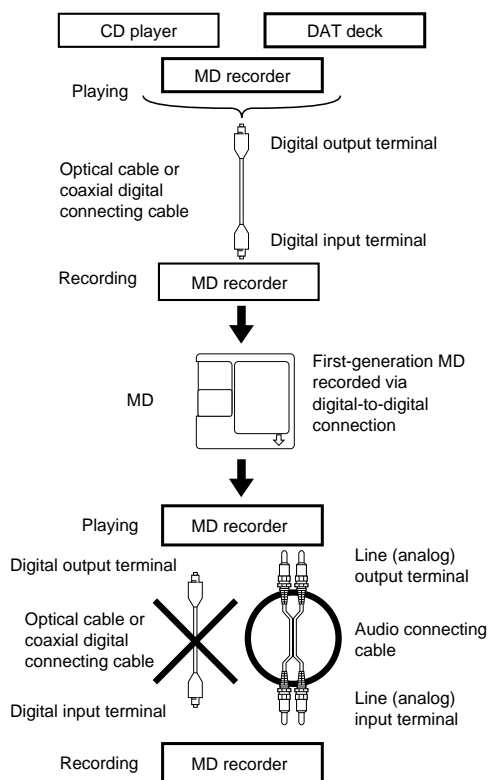 CD player
DAT deck
MD recorder
Playing
Digital output terminal
Optical cable or
coaxial digital
connecting cable
Digital input terminal
Recording
MD recorder
First-generation MD
recorded via
digital-to-digital
connection
MD
Playing
MD recorder
Digital output terminal
Line (analog)
output terminal
Optical cable or
coaxial digital
connecting cable
Audio connecting
cable
Digital input terminal
Line (analog)
input terminal
Recording
MD recorder